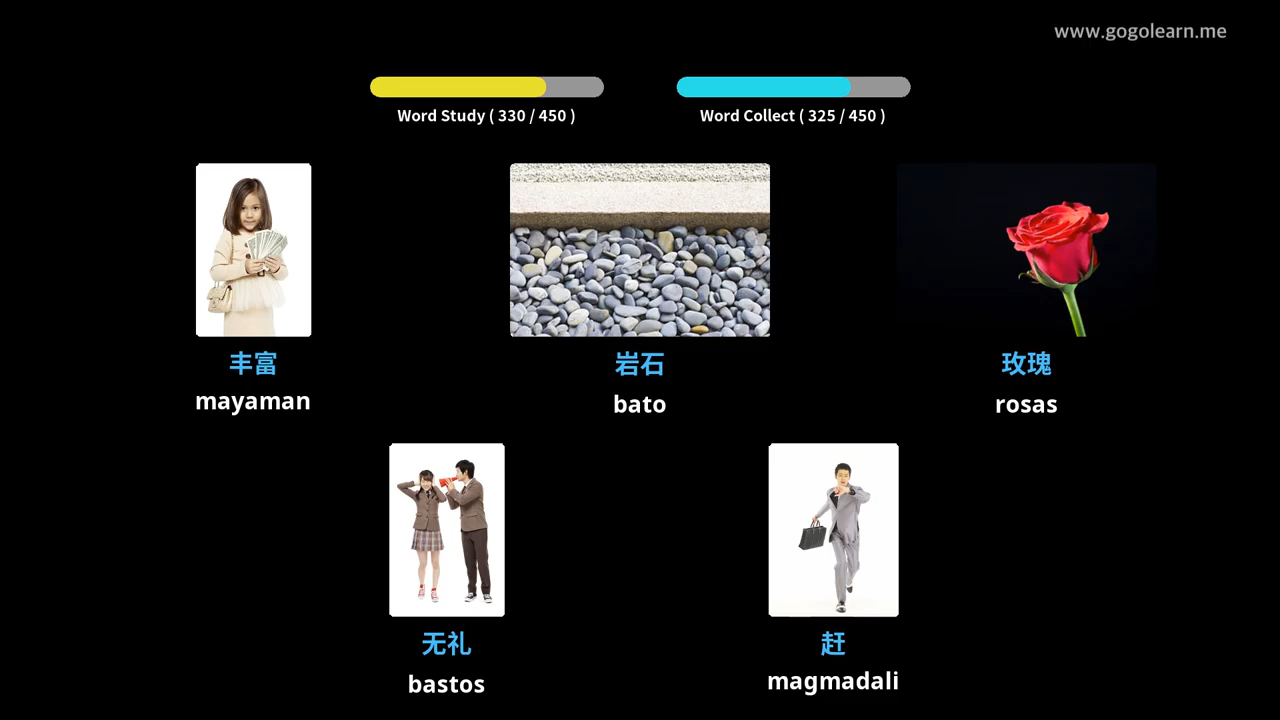 www.gogolearn.me
Word Study ( 330 / 450 )
Word Collect ( 325 / 450 )
丰富
mayaman
岩石
bato
玫瑰
rosas
无礼
bastos
赶
magmadali